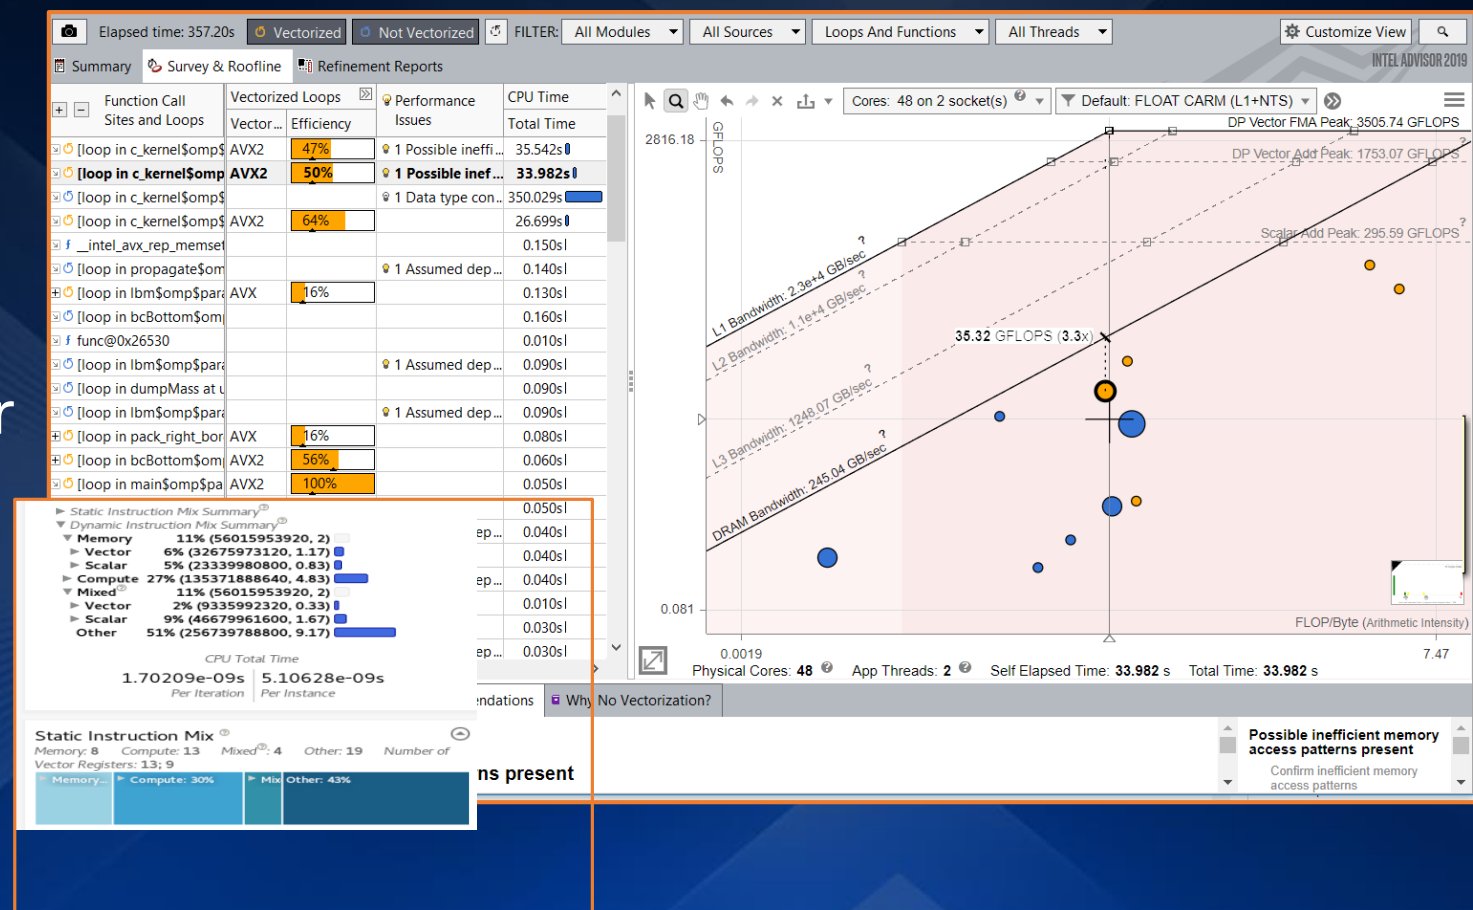 Elapsed time: 357.20s Vectorized Not Vectorized FILTER: All Modules All Sources Loops And Functions All Threads Customize View
INTEL ADVISOR 2019
Summary Survey & Roofline Refinement Reports
Function Call Sites and Loops Vectorized Loops Performance Issues CPU Time
Vector... Efficiency Total Time
[loop in c_kernel$omp$ AVX2 47% 1 Possible ineffi... 35.542s
[loop in c_kernel$omp AVX2 50% 1 Possible inef... 33.982s
[loop in c_kernel$omp$ 1 Data type con... 350.029s
[loop in c_kernel$omp$ AVX2 64% 26.699s
f __intel_avx_rep_memset 0.150s
[loop in propagate$om 1 Assumed dep... 0.140s
[loop in lbm$omp$para AVX 16% 0.130s
[loop in bcBottom$om 0.160s
f func@0x26530 0.010s
[loop in lbm$omp$para 1 Assumed dep... 0.090s
[loop in dumpMass at u 0.090s
[loop in lbm$omp$para 1 Assumed dep... 0.090s
[loop in pack_right_bor AVX 16% 0.080s
[loop in bcBottom$om AVX2 56% 0.060s
[loop in main$omp$pa AVX2 100% 0.050s
0.050s
ep... 0.040s
0.040s
ep... 0.040s
0.010s
0.030s
ep... 0.030s
r
Cores: 48 on 2 socket(s) Default: FLOAT CARM (L1+NTS)
GFLOPS
2816.18
DP Vector FMA Peak: 3505.74 GFLOPS
DP Vector Add Peak: 1753.07 GFLOPS
Scalar Add Peak: 295.59 GFLOPS
L1 Bandwidth: 2.3e+4 GB/sec
L2 Bandwidth: 1.1e+4 GB/sec
L3 Bandwidth: 1248.07 GB/sec
DRAM Bandwidth: 245.04 GB/sec
35.32 GFLOPS (3.3x)
0.081
FLOP/Byte (Arithmetic Intensity)
0.0019 7.47
Physical Cores: 48 App Threads: 2 Self Elapsed Time: 33.982 s Total Time: 33.982 s
Static Instruction Mix Summary
Dynamic Instruction Mix Summary
Memory 11% (56015953920, 2)
Vector 6% (32675973120, 1.17)
Scalar 5% (23339980800, 0.83)
Compute 27% (135371888640, 4.83)
Mixed 11% (56015953920, 2)
Vector 2% (9335992320, 0.33)
Scalar 9% (46679961600, 1.67)
Other 51% (256739788800, 9.17)
CPU Total Time
1.70209e-09s 5.10628e-09s
Per Iteration Per Instance
Static Instruction Mix
Memory: 8 Compute: 13 Mixed: 4 Other: 19 Number of
Vector Registers: 13; 9
Memory... Compute: 30% Mix Other: 43%
ndations Why No Vectorization?
ns present
Possible inefficient memory
access patterns present
Confirm inefficient memory
access patterns